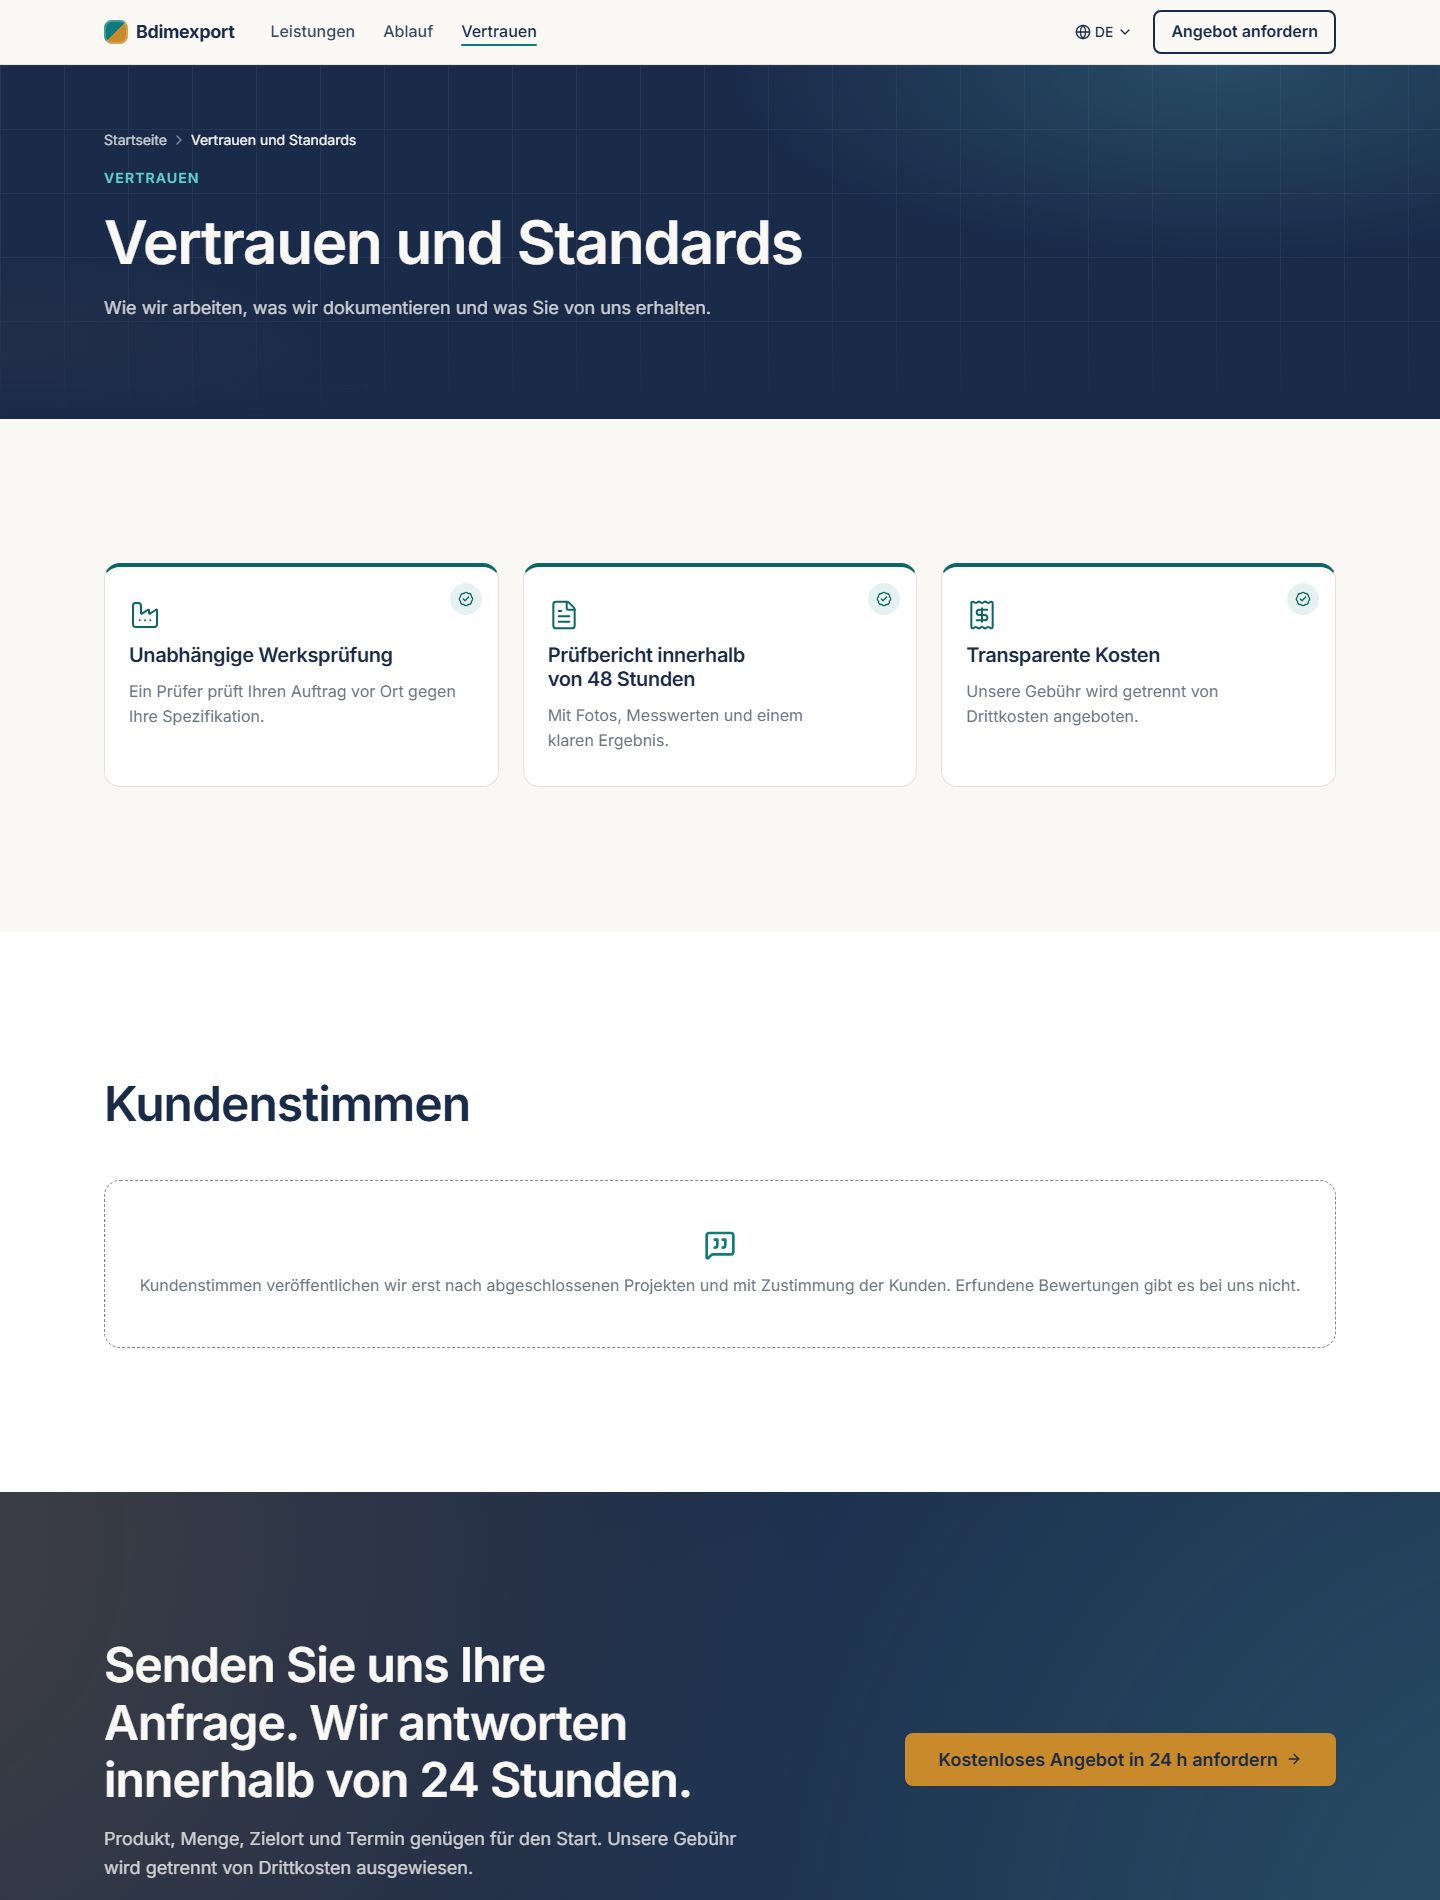 Bdimexport
Leistungen
Ablauf
Vertrauen
DE
Angebot anfordern
Startseite
Vertrauen und Standards
VERTRAUEN
Vertrauen und Standards
Wie wir arbeiten, was wir dokumentieren und was Sie von uns erhalten.
Unabhängige Werksprüfung
Ein Prüfer prüft Ihren Auftrag vor Ort gegen
Ihre Spezifikation.
Prüfbericht innerhalb
von 48 Stunden
Mit Fotos, Messwerten und einem
klaren Ergebnis.
Transparente Kosten
Unsere Gebühr wird getrennt von
Drittkosten angeboten.
Kundenstimmen
Kundenstimmen veröffentlichen wir erst nach abgeschlossenen Projekten und mit Zustimmung der Kunden. Erfundene Bewertungen gibt es bei uns nicht.
Senden Sie uns Ihre
Anfrage. Wir antworten
innerhalb von 24 Stunden.
Produkt, Menge, Zielort und Termin genügen für den Start. Unsere Gebühr
wird getrennt von Drittkosten ausgewiesen.
Kostenloses Angebot in 24 h anfordern